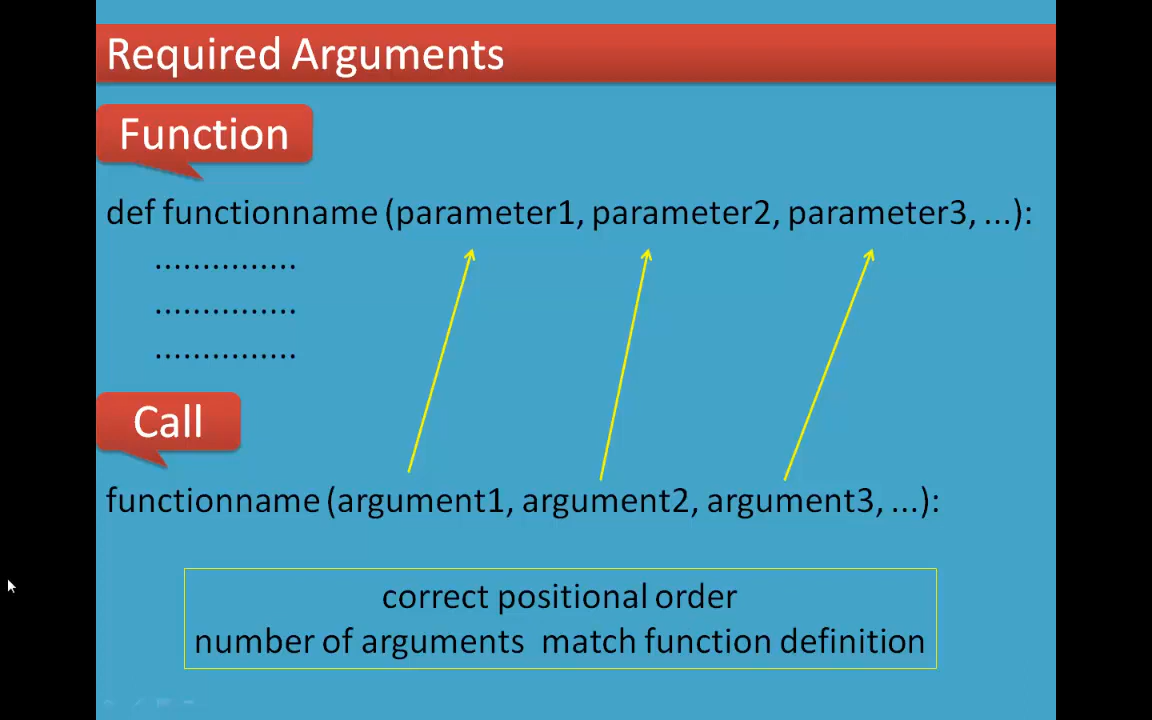 Required Arguments
Function
def functionname (parameter1, parameter2, parameter3, ...):
...............
...............
...............
Call
functionname (argument1, argument2, argument3, ...):
correct positional order
number of arguments match function definition